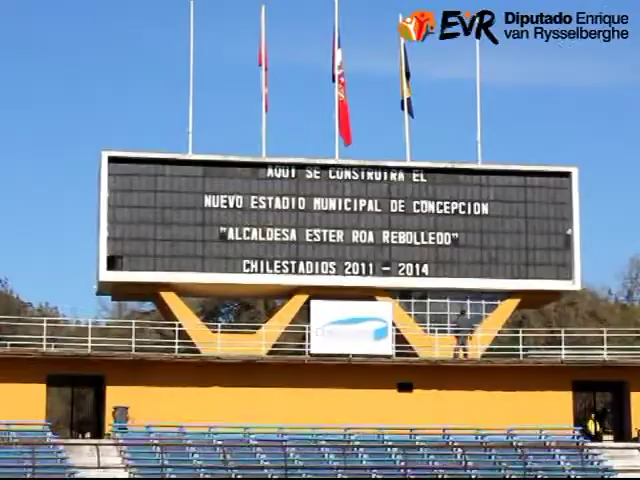 EVR Diputado Enrique
van Rysselberghe
AQUI SE CONSTRUIRA EL
NUEVO ESTADIO MUNICIPAL DE CONCEPCION
"ALCALDESA ESTER ROA REBOLLEDO"
CHILESTADIOS 2011 - 2014